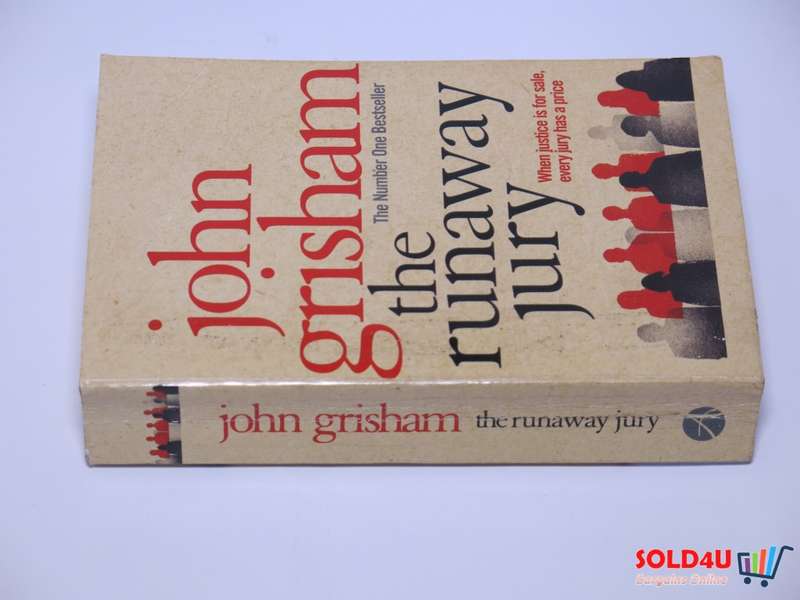 john
grisham
The Number One Bestseller
the
runaway
jury
When justice is for sale,
every jury has a price
john grisham the runaway jury
SOLD4U
Bargains Online